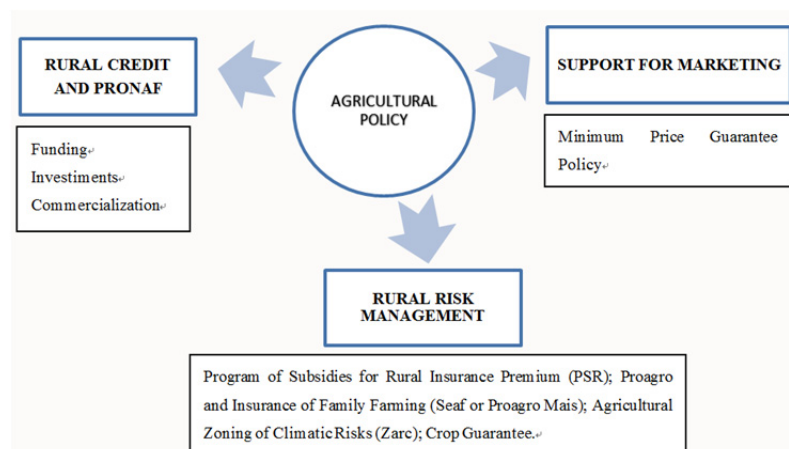 RURAL CREDIT
AND PRONAF
AGRICULTURAL
POLICY
SUPPORT FOR MARKETING
Funding
Investiments
Commercialization
Minimum Price Guarantee
Policy
RURAL RISK
MANAGEMENT
Program of Subsidies for Rural Insurance Premium (PSR); Proagro
and Insurance of Family Farming (Seaf or Proagro Mais); Agricultural
Zoning of Climatic Risks (Zarc); Crop Guarantee.